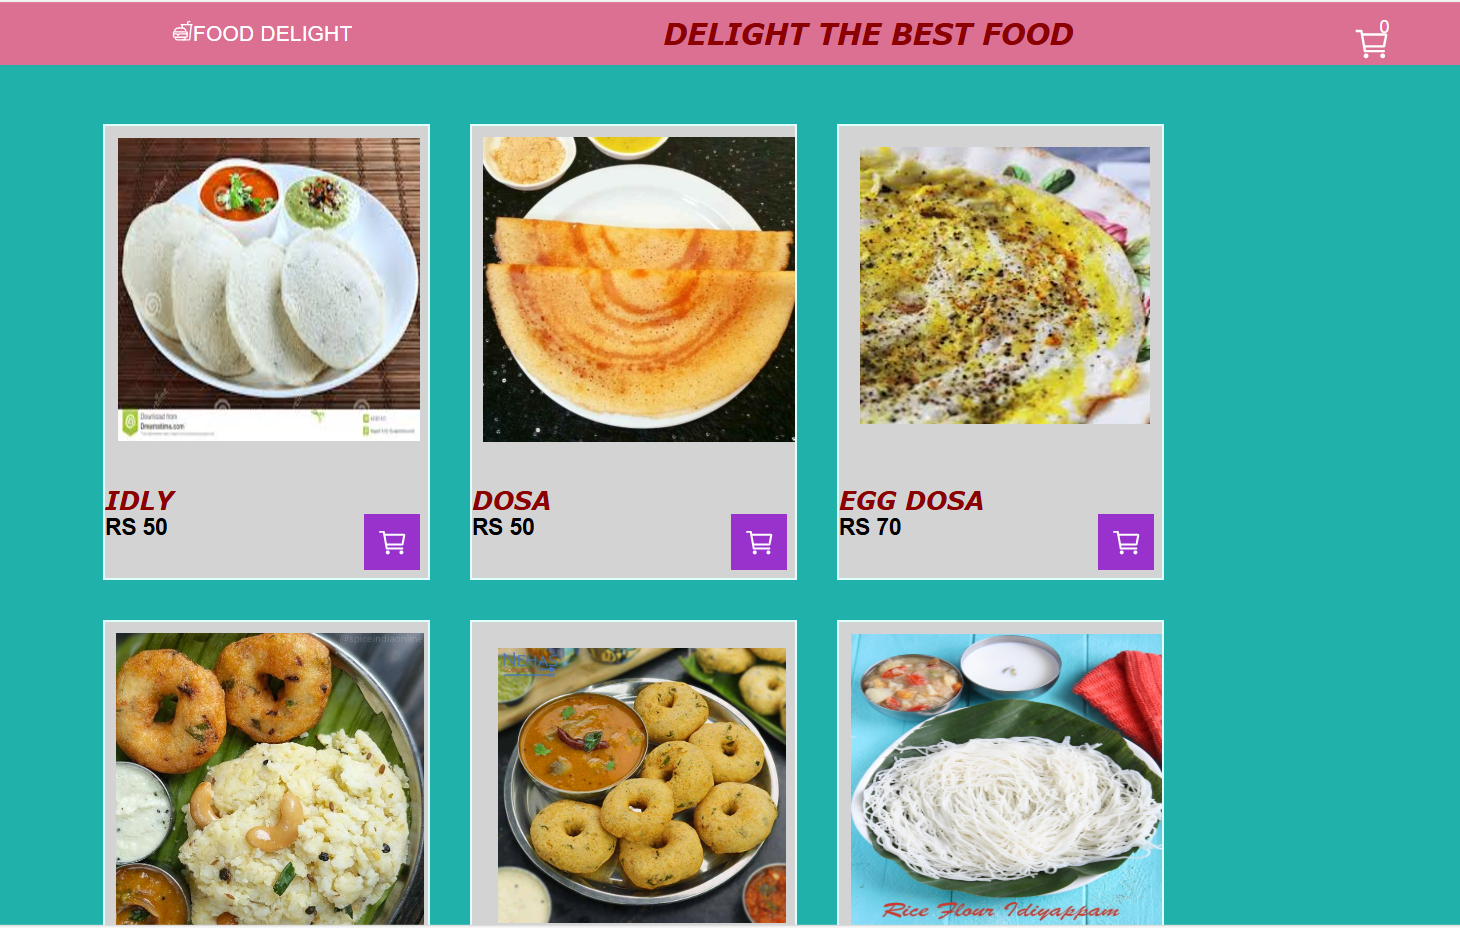 FOOD DELIGHT
DELIGHT THE BEST FOOD
0
Download from
Dreamstime.com
IDLY
RS 50
DOSA
RS 50
EGG DOSA
RS 70
Rice Flour Idiyappam